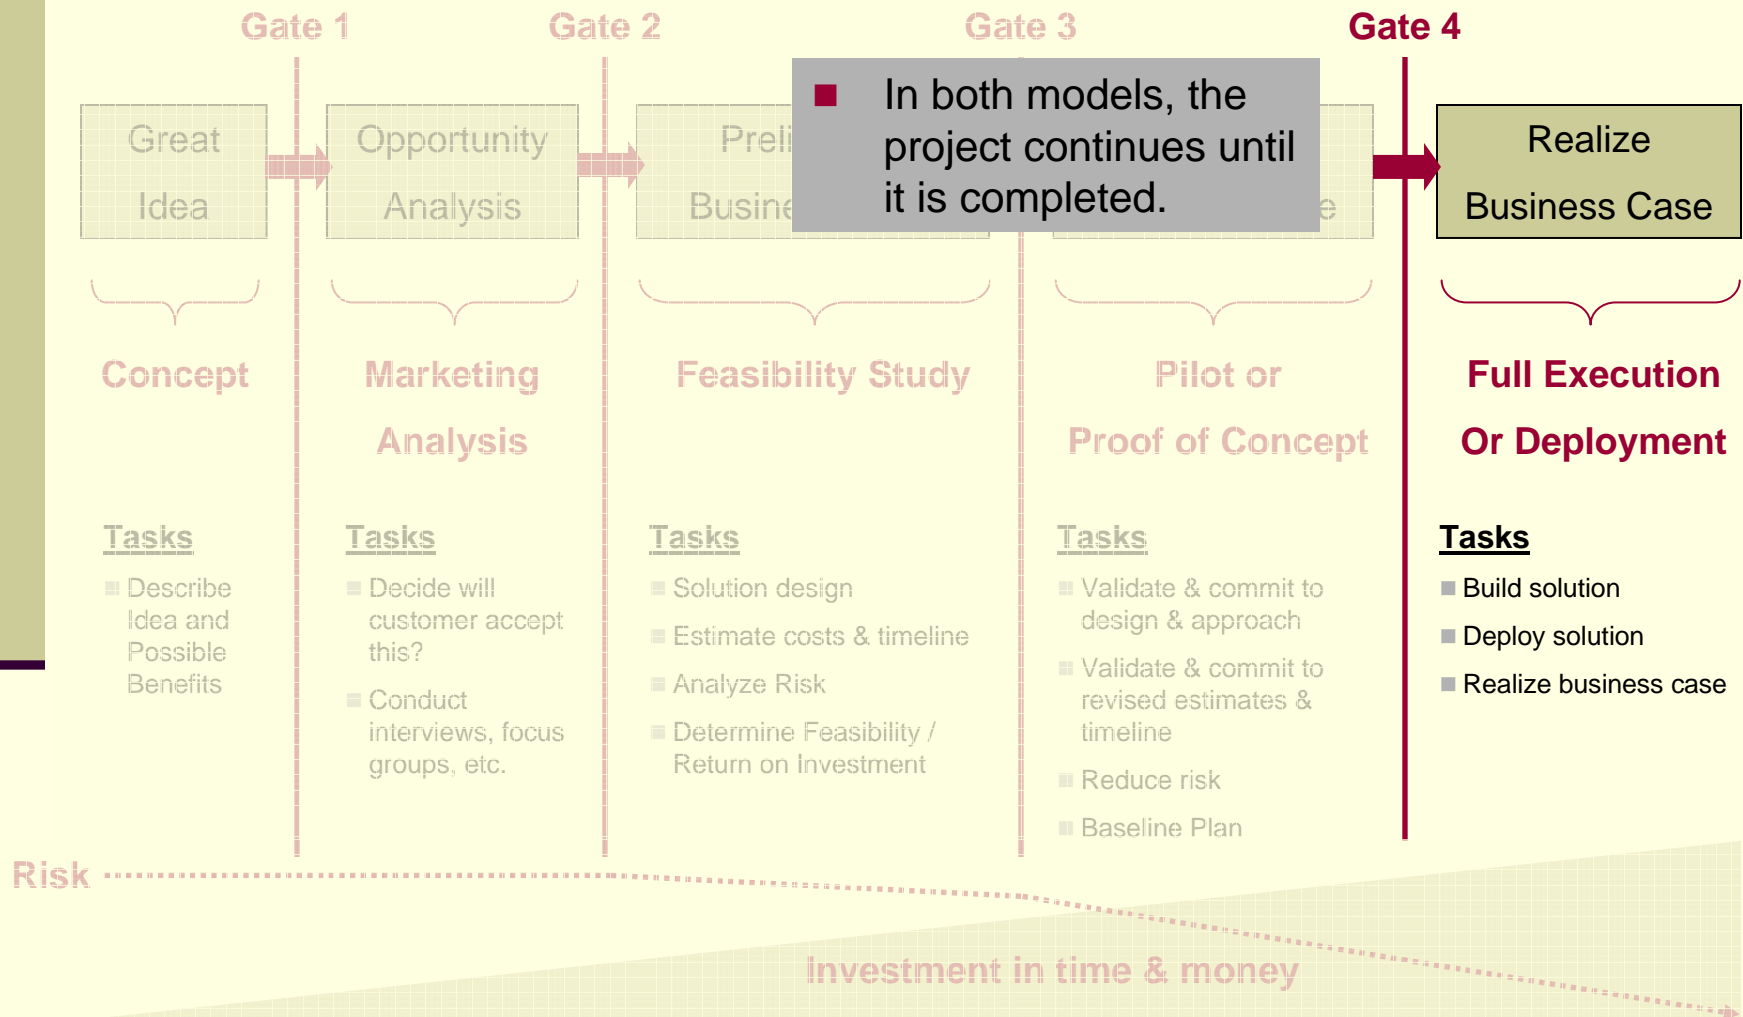 Gate 1
Gate 2
Gate 3
Gate 4
Great
Idea
Opportunity
Analysis
In both models, the
project continues until
it is completed.
Realize
Business Case
Concept
Marketing
Analysis
Feasibility Study
Pilot or
Proof of Concept
Full Execution
Or Deployment
Tasks
Describe
Idea and
Possible
Benefits
Tasks
Decide will
customer accept
this?
Conduct
interviews, focus
groups, etc.
Tasks
Solution design
Estimate costs & timeline
Analyze Risk
Determine Feasibility /
Return on Investment
Tasks
Validate & commit to
design & approach
Validate & commit to
revised estimates &
timeline
Reduce risk
Baseline Plan
Tasks
Build solution
Deploy solution
Realize business case
Risk
Investment in time & money